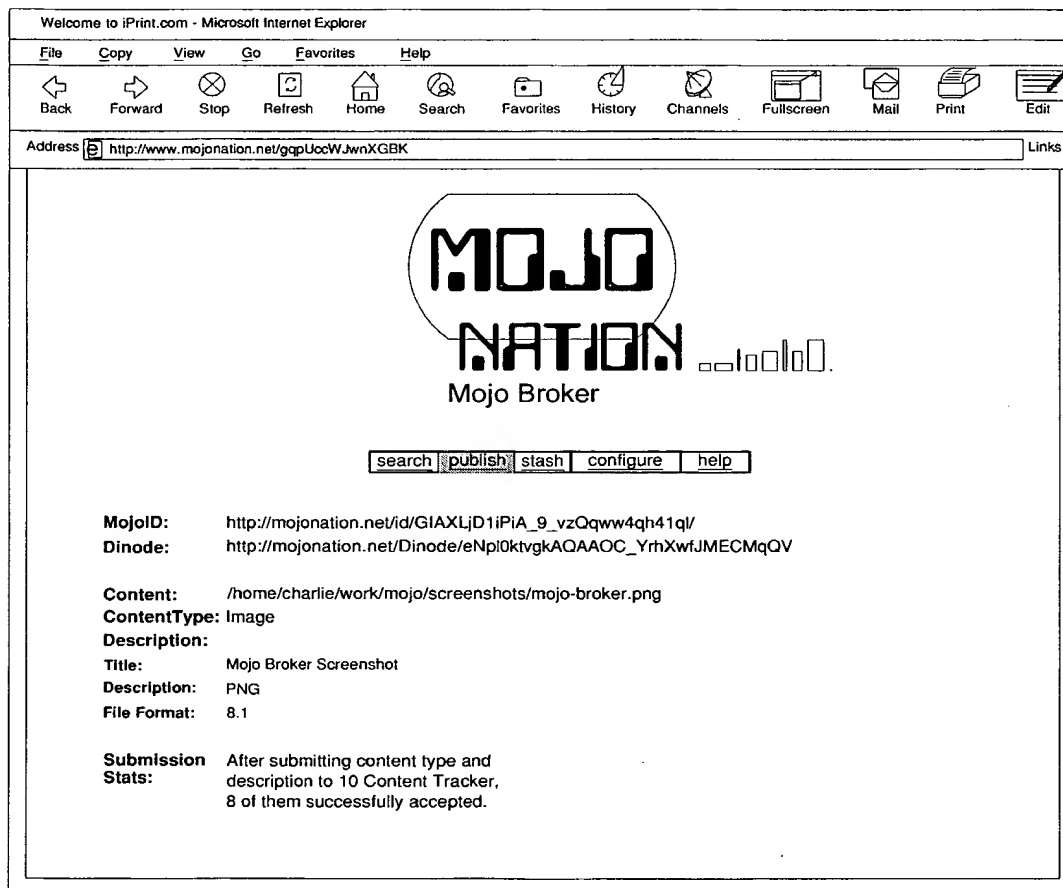 Welcome to iPrint.com - Microsoft Internet Explorer
File Copy View Go Favorites Help
Back Forward Stop Refresh Home Search Favorites History Channels Fullscreen Mail Print Edit
Address http://www.mojonation.net/gqpUccWJwnXGBK Links
MOJO
NATION
Mojo Broker
search publish stash configure help
MojoID: http://mojonation.net/id/GIAXLjD1iPiA_9_vzQqww4qh41ql/
Dinode: http://mojonation.net/Dinode/eNpl0ktvgkAQAAOC_YrhXwfJMECMqQV
Content: /home/charlie/work/mojo/screenshots/mojo-broker.png
ContentType: Image
Description:
Title: Mojo Broker Screenshot
Description: PNG
File Format: 8.1
Submission After submitting content type and
Stats: description to 10 Content Tracker,
8 of them successfully accepted.